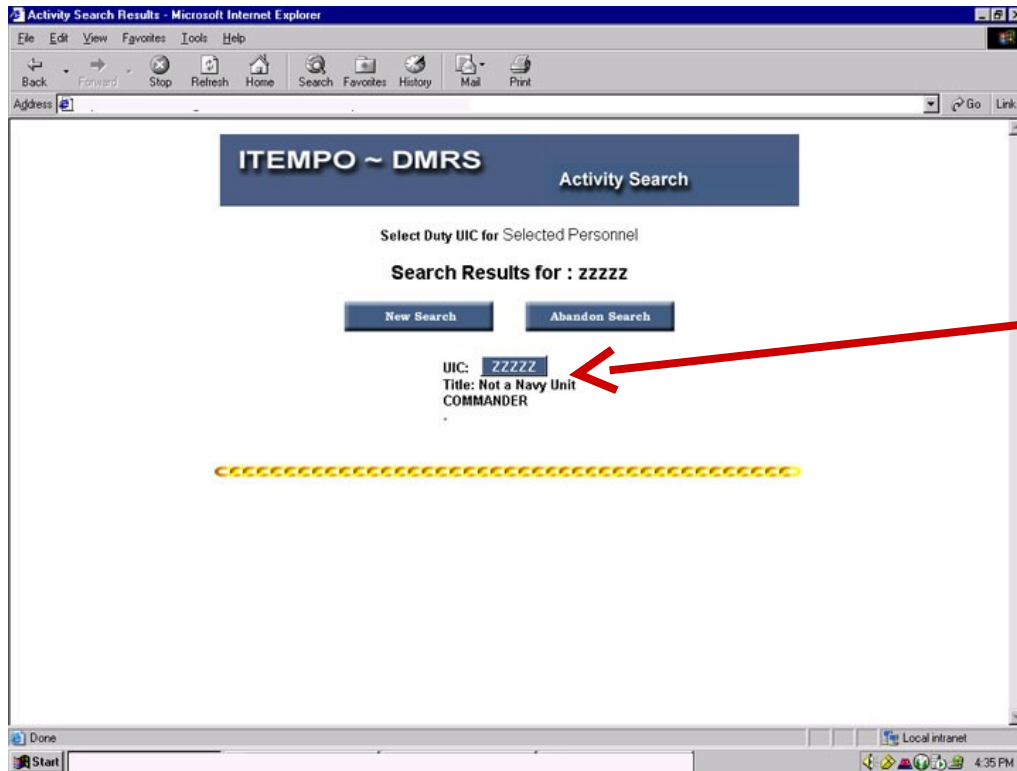 Activity Search Results - Microsoft Internet Explorer
File Edit View Favorites Tools Help
Back Forward Stop Refresh Home Search Favorites History Mail Print
Address Go Link
ITEMPO ~ DMRS
Activity Search
Select Duty UIC for Selected Personnel
Search Results for : zzzzz
New Search Abandon Search
UIC: ZZZZZ
Title: Not a Navy Unit
COMMANDER
.
Done Local intranet
Start 4:35 PM